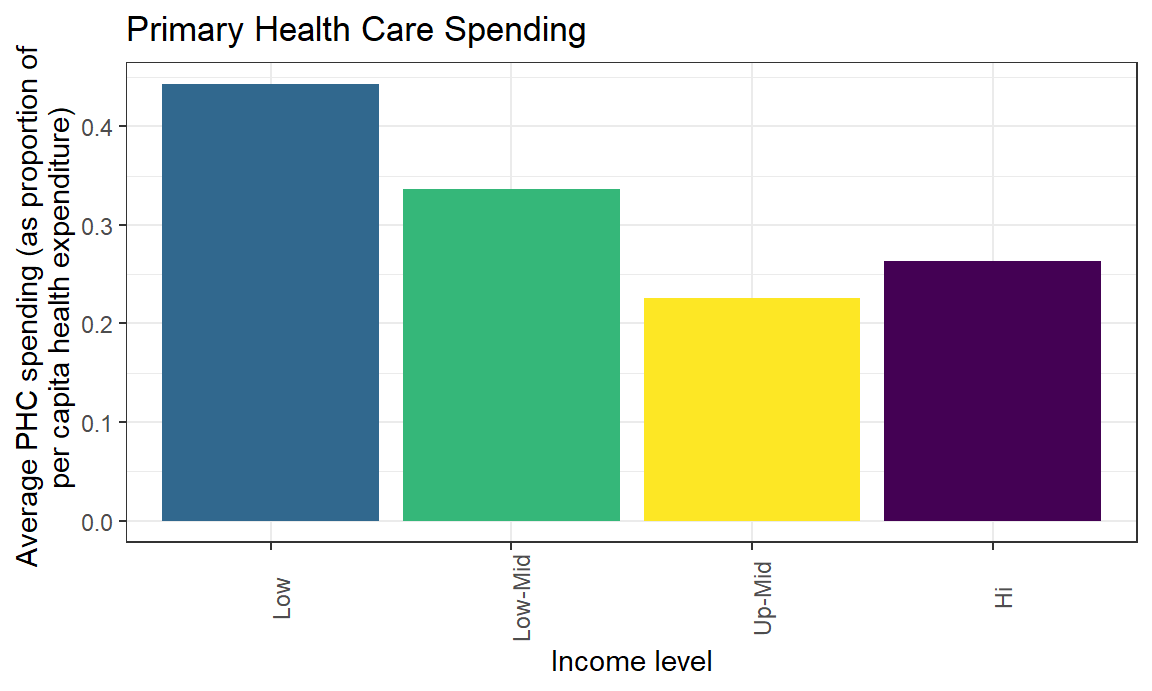 Primary Health Care Spending
Average PHC spending (as proportion of
per capita health expenditure)
0.4
0.3
0.2
0.1
0.0
Low
Low-Mid
Up-Mid
Hi
Income level